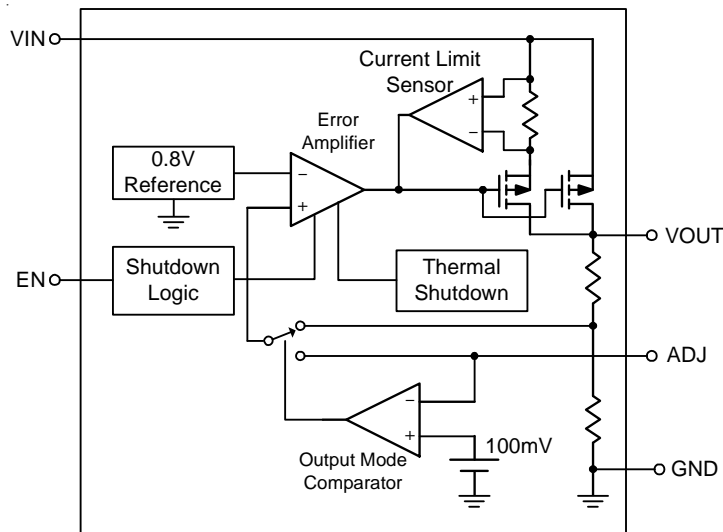 VIN
Current Limit
Sensor
+
−
Error
Amplifier
0.8V
Reference
−
+
VOUT
EN
Shutdown
Logic
Thermal
Shutdown
ADJ
−
+
100mV
Output Mode
Comparator
GND